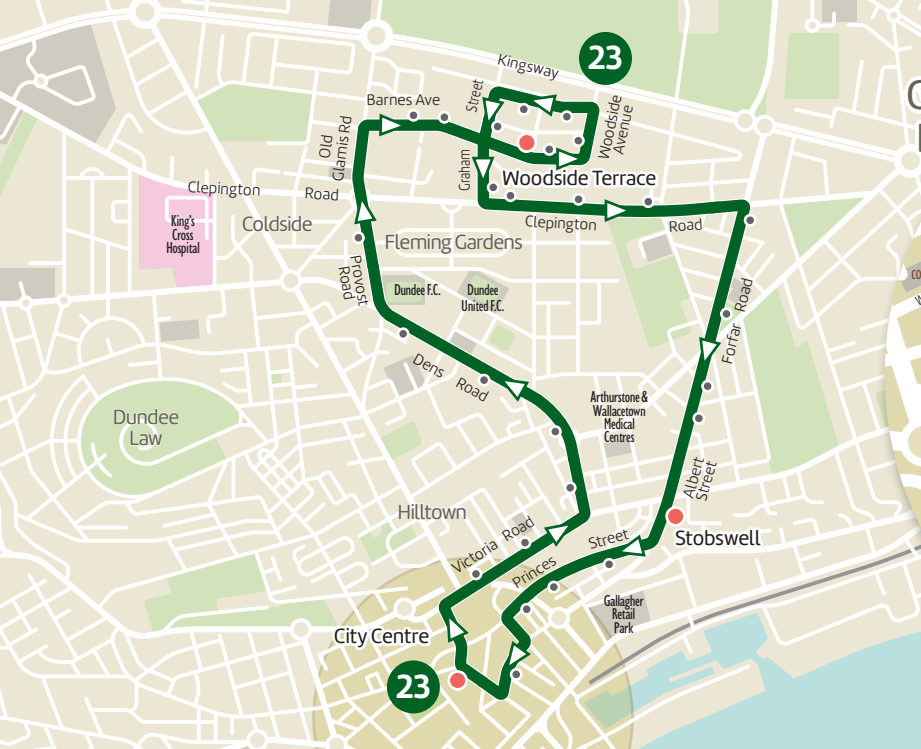 Kingsway
23
Barnes Ave
Street
Woodside
Avenue
Old
Glamis Rd
Graham
Woodside Terrace
Clepington
Road
King's
Cross
Hospital
Coldside
Clepington
Road
Fleming Gardens
Provost
Road
Dundee F.C.
Dundee
United F.C.
Forfar Road
Dens Road
Arthurstone &
Wallacetown
Medical
Centres
Dundee
Law
Albert
Street
Hilltown
Victoria Road
Stobswell
Princes Street
Gallagher
Retail
Park
City Centre
23